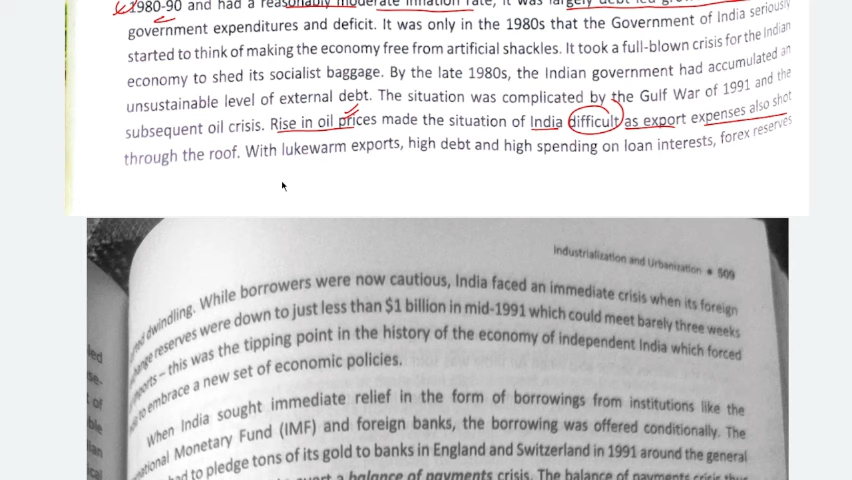 1980-90 and had a reasonably moderate inflation rate, it was largely debt led
government expenditures and deficit. It was only in the 1980s that the Government of India seriously
started to think of making the economy free from artificial shackles. It took a full-blown crisis for the Indian
economy to shed its socialist baggage. By the late 1980s, the Indian government had accumulated an
unsustainable level of external debt. The situation was complicated by the Gulf War of 1991 and the
subsequent oil crisis. Rise in oil prices made the situation of India difficult as export expenses also shot
through the roof. With lukewarm exports, high debt and high spending on loan interests, forex reserves
Industrialization and Urbanization • 509
dwindling. While borrowers were now cautious, India faced an immediate crisis when its foreign
reserves were down to just less than $1 billion in mid-1991 which could meet barely three weeks
– this was the tipping point in the history of the economy of independent India which forced
to embrace a new set of economic policies.
When India sought immediate relief in the form of borrowings from institutions like the
Monetary Fund (IMF) and foreign banks, the borrowing was offered conditionally. The
had to pledge tons of its gold to banks in England and Switzerland in 1991 around the general
a balance of payments crisis. The balance of payments crisis thus